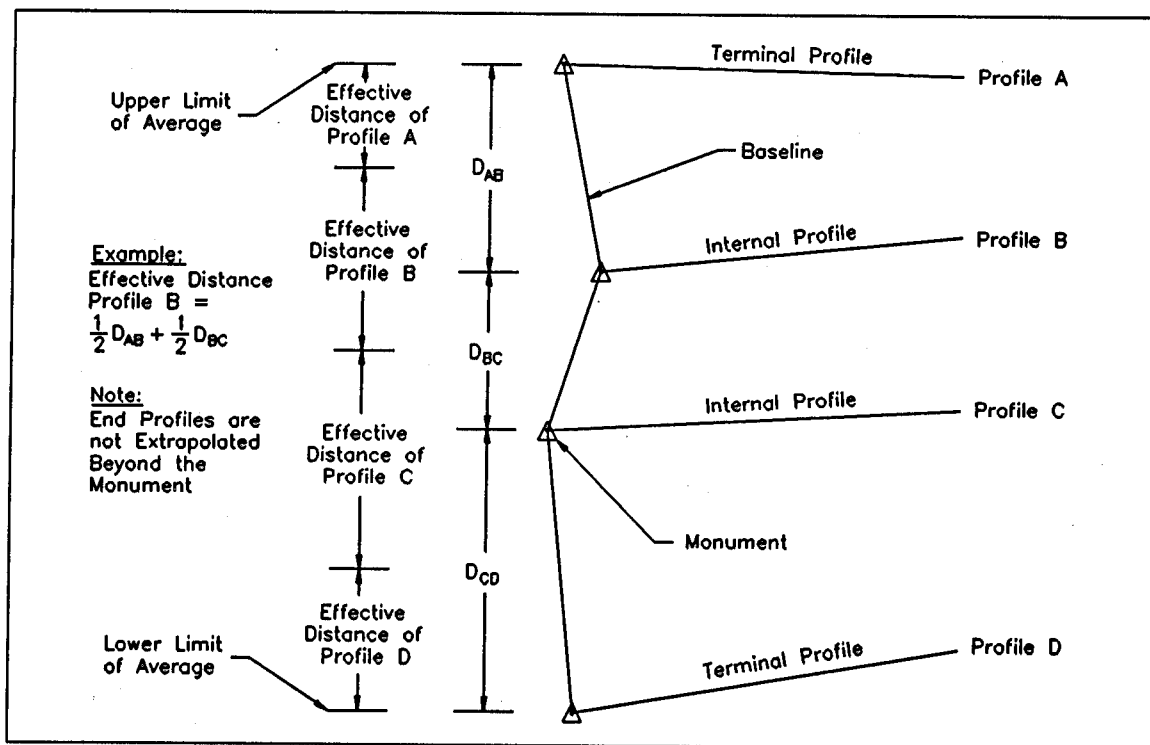 Upper Limit
of Average
Effective
Distance of
Profile A
Effective
Distance of
Profile B
Example:
Effective Distance
Profile B =
1/2 D_AB + 1/2 D_BC
Note:
End Profiles are
not Extrapolated
Beyond the
Monument
Effective
Distance of
Profile C
Effective
Distance of
Profile D
Lower Limit
of Average
D_AB
D_BC
D_CD
Terminal Profile
Profile A
Baseline
Internal Profile
Profile B
Internal Profile
Profile C
Monument
Terminal Profile
Profile D